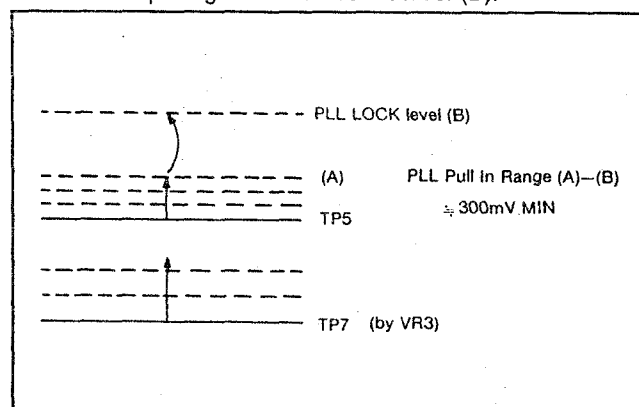 PLL LOCK level (B)
(A) PLL Pull in Range (A)—(B)
≒ 300mV MIN
TP5
TP7 (by VR3)